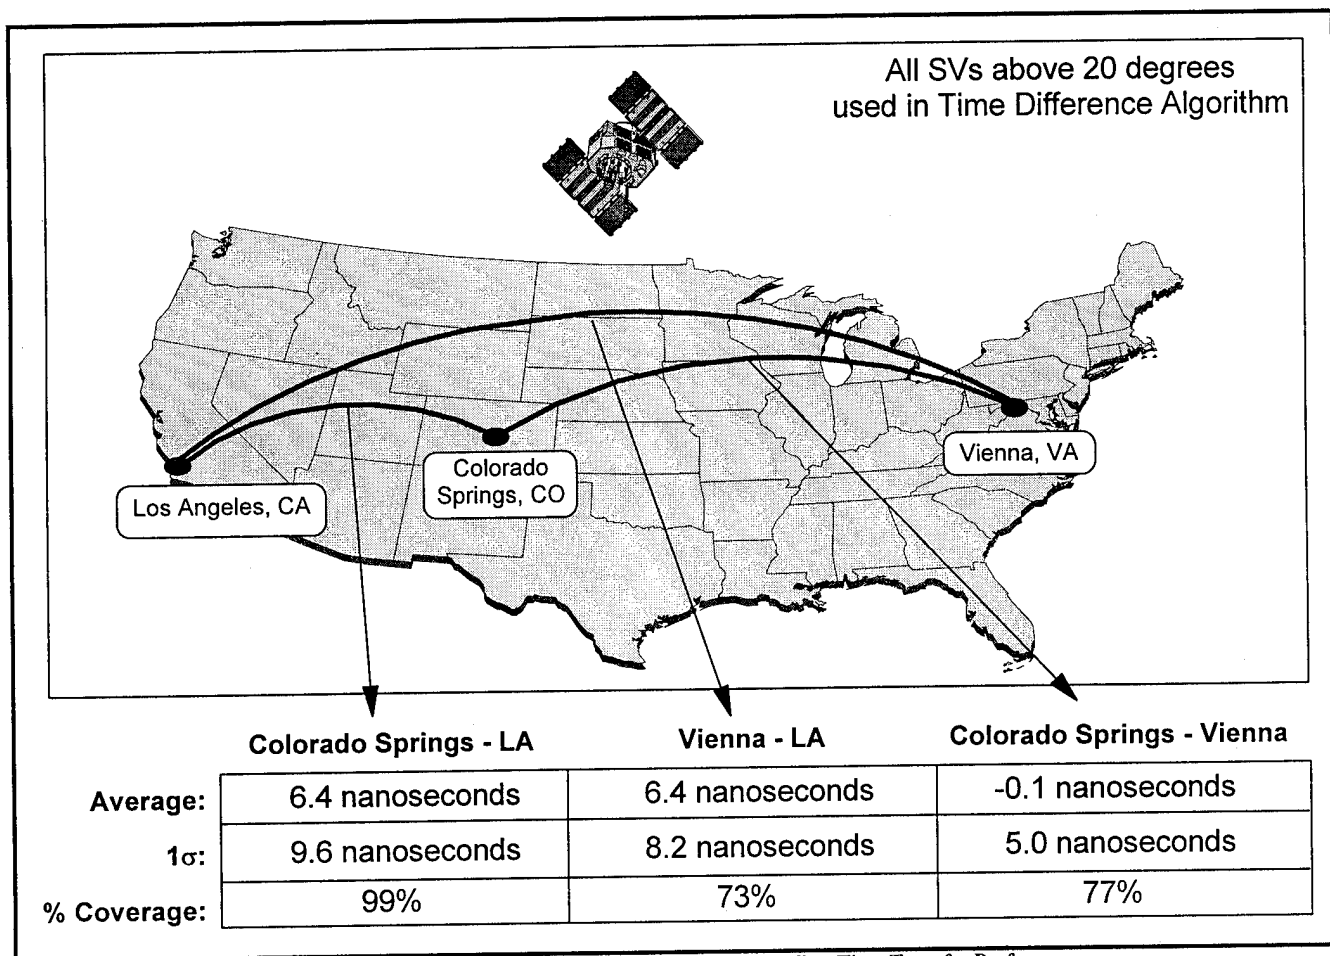 All SVs above 20 degrees
used in Time Difference Algorithm
Los Angeles, CA
Colorado
Springs, CO
Vienna, VA
Colorado Springs - LA
Vienna - LA
Colorado Springs - Vienna
Average: 6.4 nanoseconds 6.4 nanoseconds -0.1 nanoseconds
1σ: 9.6 nanoseconds 8.2 nanoseconds 5.0 nanoseconds
% Coverage: 99% 73% 77%